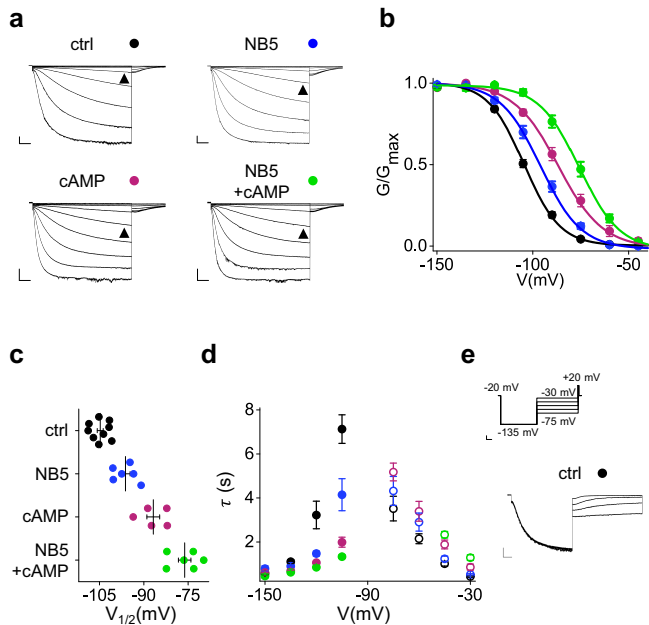 a
ctrl
NB5
cAMP
NB5
+cAMP
b
G/Gmax
1.0
0.5
0.0
-150
-100
-50
V(mV)
c
ctrl
NB5
cAMP
NB5
+cAMP
-105
-90
-75
V1/2(mV)
d
τ (s)
8
6
4
2
-150
-90
-30
V(mV)
e
+20 mV
-20 mV
-30 mV
-75 mV
-135 mV
ctrl